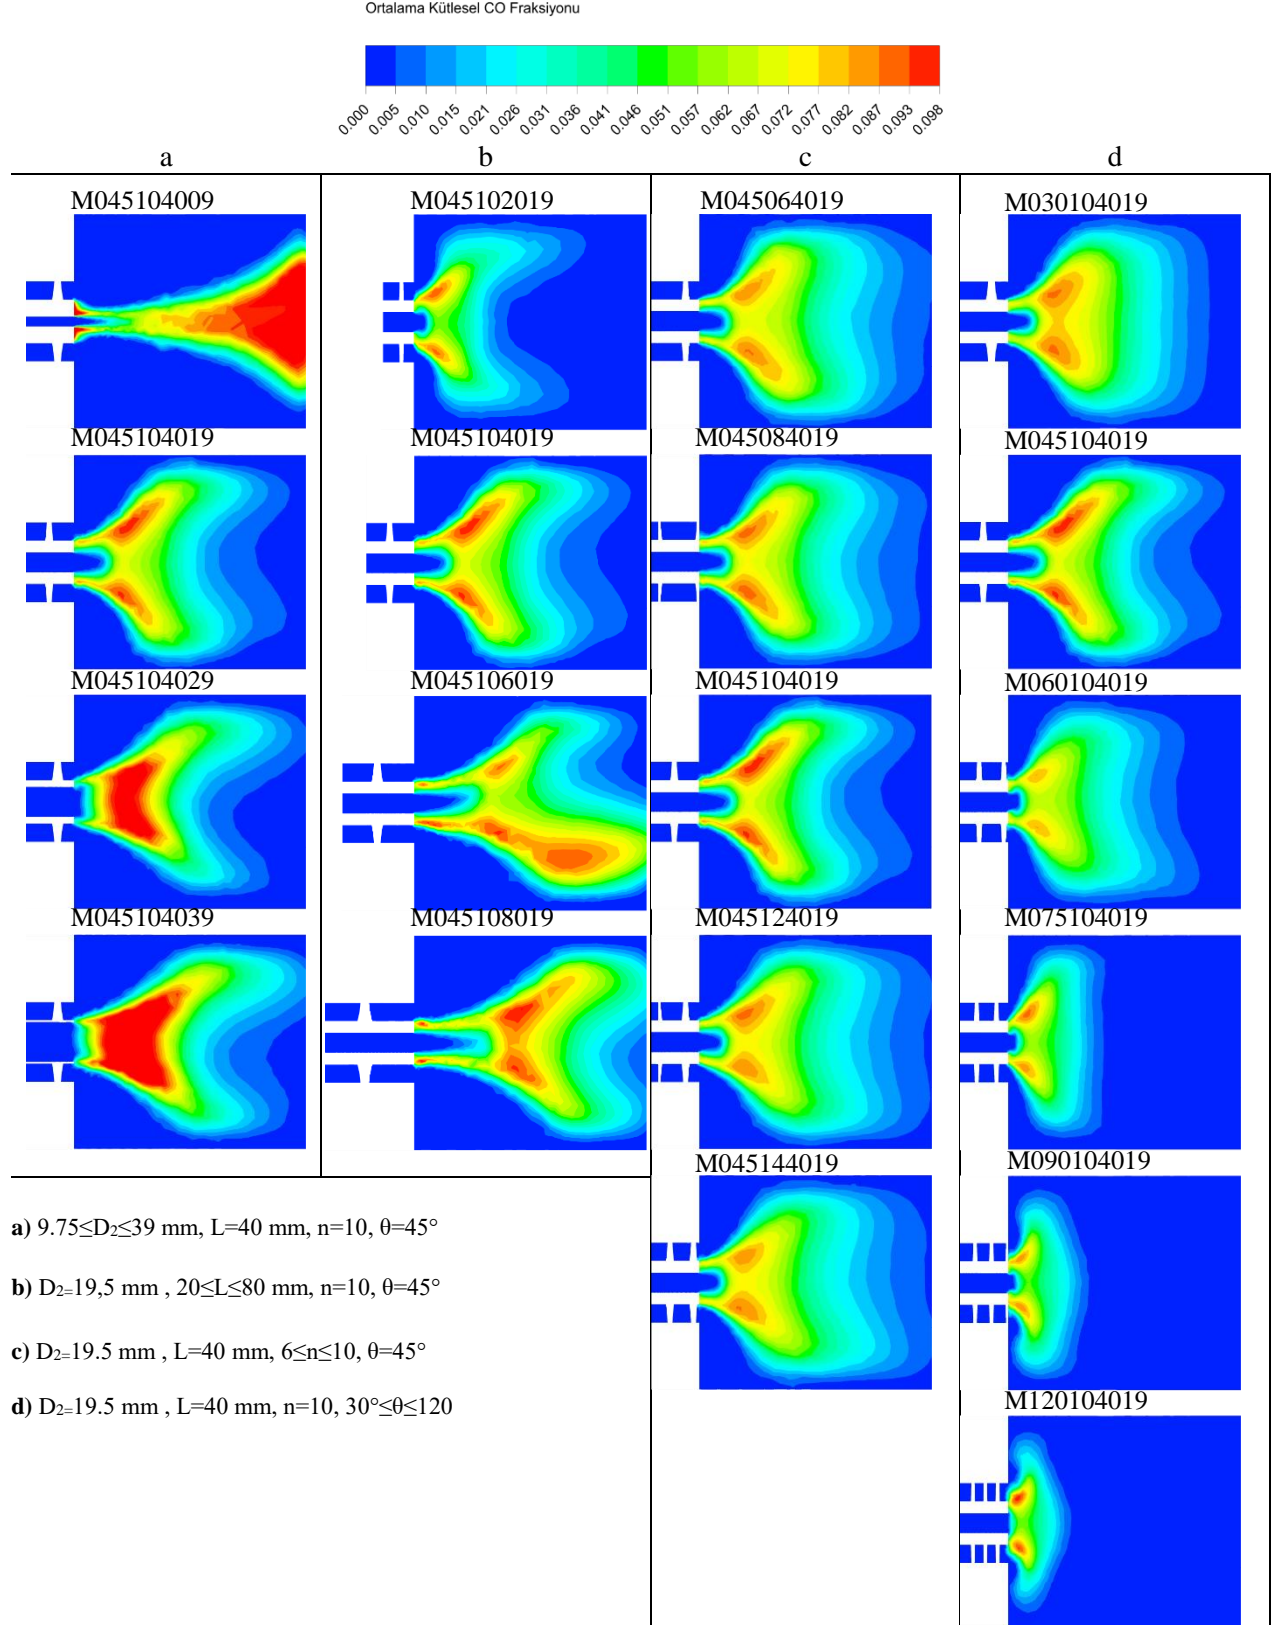 Ortalama Kütlesel CO Fraksiyonu
0.000 0.005 0.010 0.015 0.021 0.026 0.031 0.036 0.041 0.046 0.051 0.057 0.062 0.067 0.072 0.077 0.082 0.087 0.093 0.098
a b c d
M045104009 M045102019 M045064019 M030104019
M045104019 M045104019 M045084019 M045104019
M045104029 M045106019 M045104019 M060104019
M045104039 M045108019 M045124019 M075104019
M045144019 M090104019
a) 9.75≤D2≤39 mm, L=40 mm, n=10, θ=45°
b) D2=19,5 mm , 20≤L≤80 mm, n=10, θ=45°
c) D2=19.5 mm , L=40 mm, 6≤n≤10, θ=45°
d) D2=19.5 mm , L=40 mm, n=10, 30°≤θ≤120
M120104019